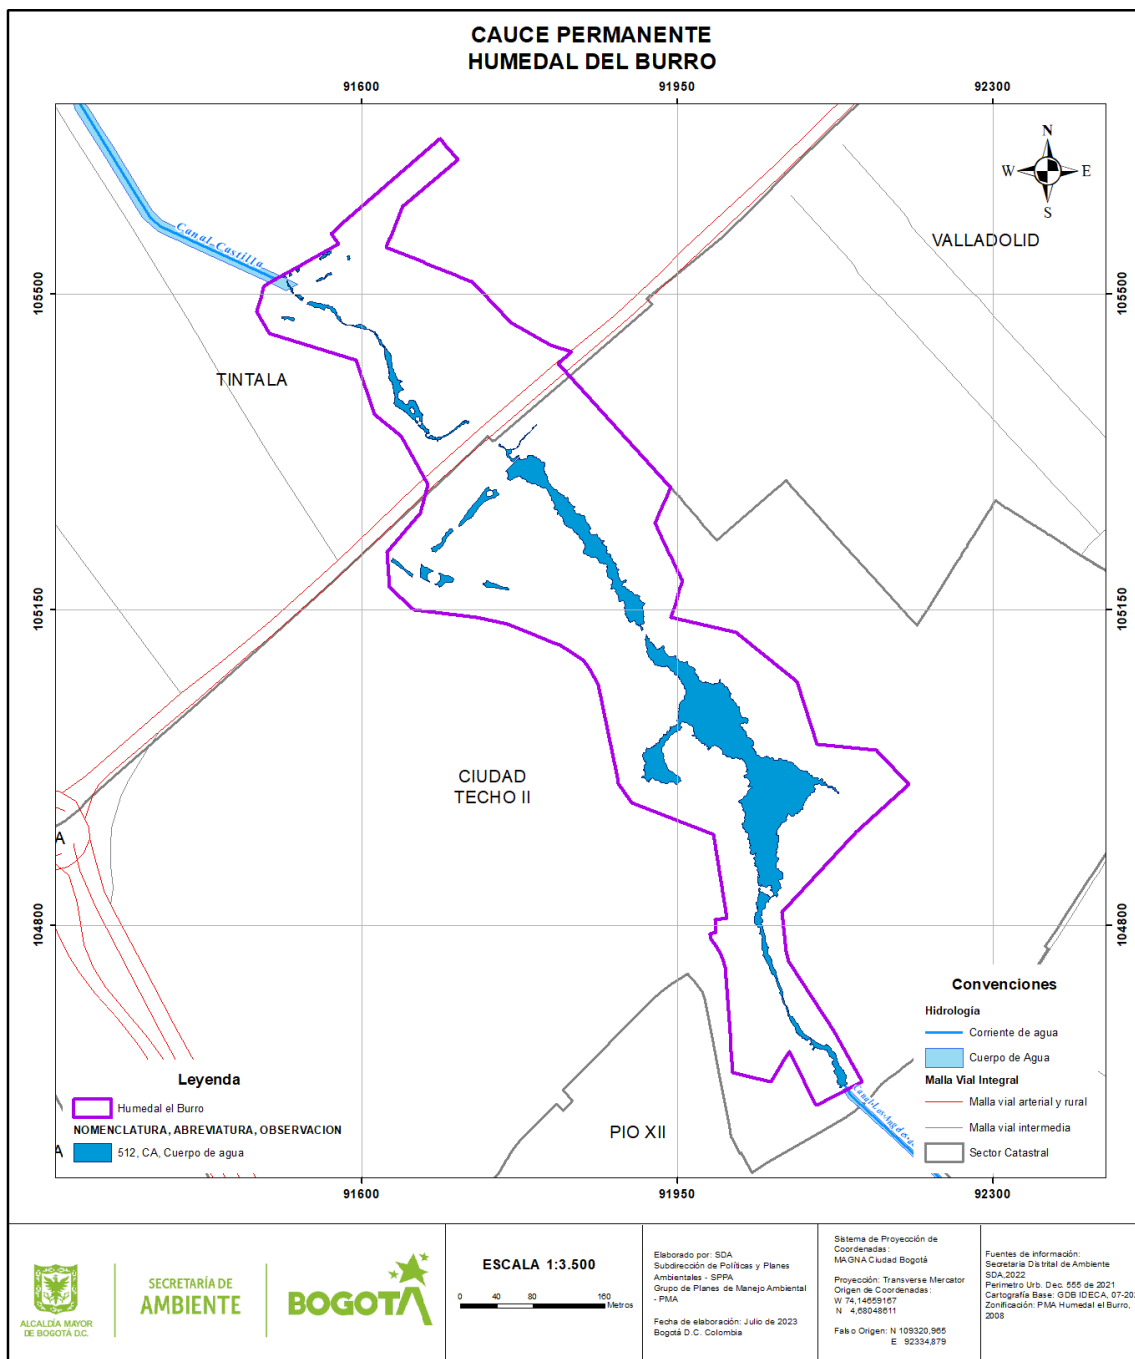 CAUCE PERMANENTE
HUMEDAL DEL BURRO
91600
91950
92300
N
W
E
S
Canal Castilla
VALLADOLID
105500
105500
TINTALA
105150
105150
CIUDAD
TECHO II
A
104800
104800
Convenciones
Hidrología
Corriente de agua
Cuerpo de Agua
Malla Vial Integral
Malla vial arterial y rural
Malla vial intermedia
Sector Catastral
Leyenda
Humedal el Burro
NOMENCLATURA, ABREVIATURA, OBSERVACION
512, CA, Cuerpo de agua
A
PIO XII
91600
91950
92300
ALCALDÍA MAYOR
DE BOGOTÁ D.C.
SECRETARÍA DE
AMBIENTE
BOGOTÁ
ESCALA 1:3.500
0 40 80 160
Metros
Elaborado por: SDA
Subdirección de Políticas y Planes
Ambientales - SPPA
Grupo de Planes de Manejo Ambiental
- PMA
Fecha de elaboración: Julio de 2023
Bogotá D.C. Colombia
Sistema de Proyección de
Coordenadas:
MAGNA Ciudad Bogotá
Proyección: Transverse Mercator
Origen de Coordenadas:
W 74,14659167
N 4,68048611
Falso Origen: N 109320,965
E 92334,879
Fuentes de información:
Secretaria Distrital de Ambiente
SDA,2022
Perimetro Urb. Dec. 555 de 2021
Cartografía Base: GDB IDECA, 07-20
Zonificación: PMA Humedal el Burro,
2008